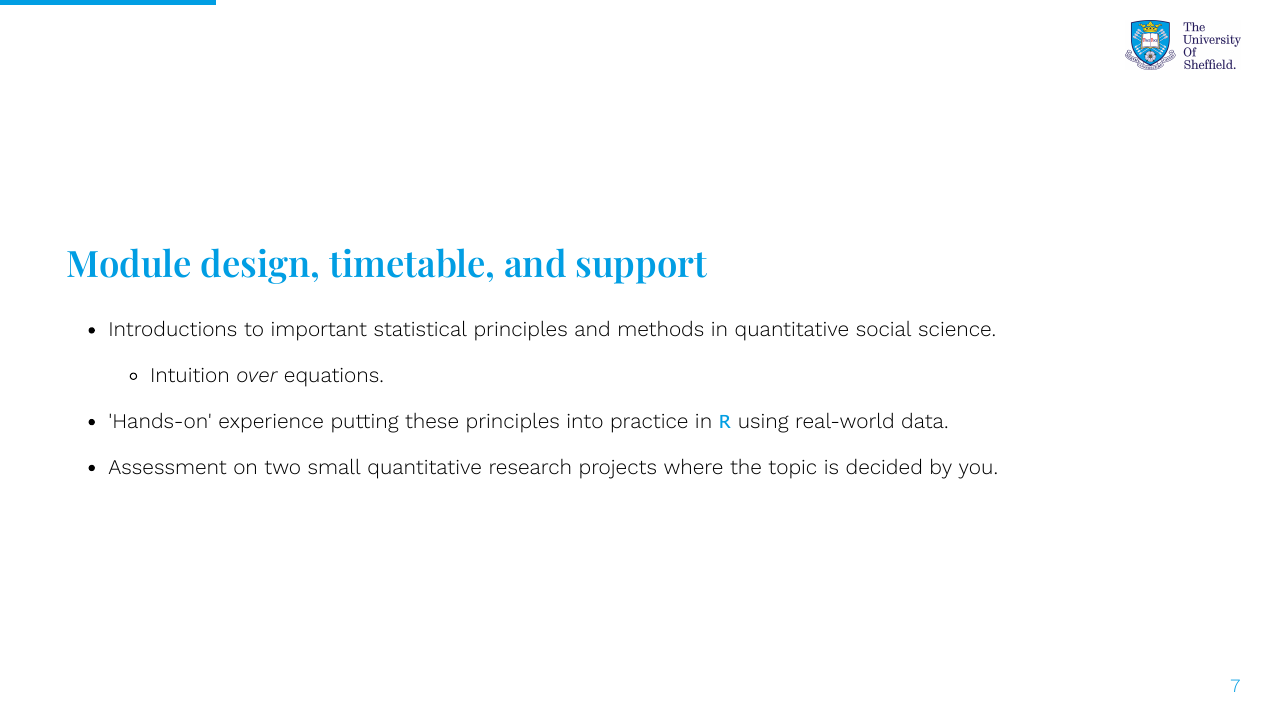 The
University
Of
Sheffield.
Module design, timetable, and support
Introductions to important statistical principles and methods in quantitative social science.
Intuition over equations.
'Hands-on' experience putting these principles into practice in R using real-world data.
Assessment on two small quantitative research projects where the topic is decided by you.
7